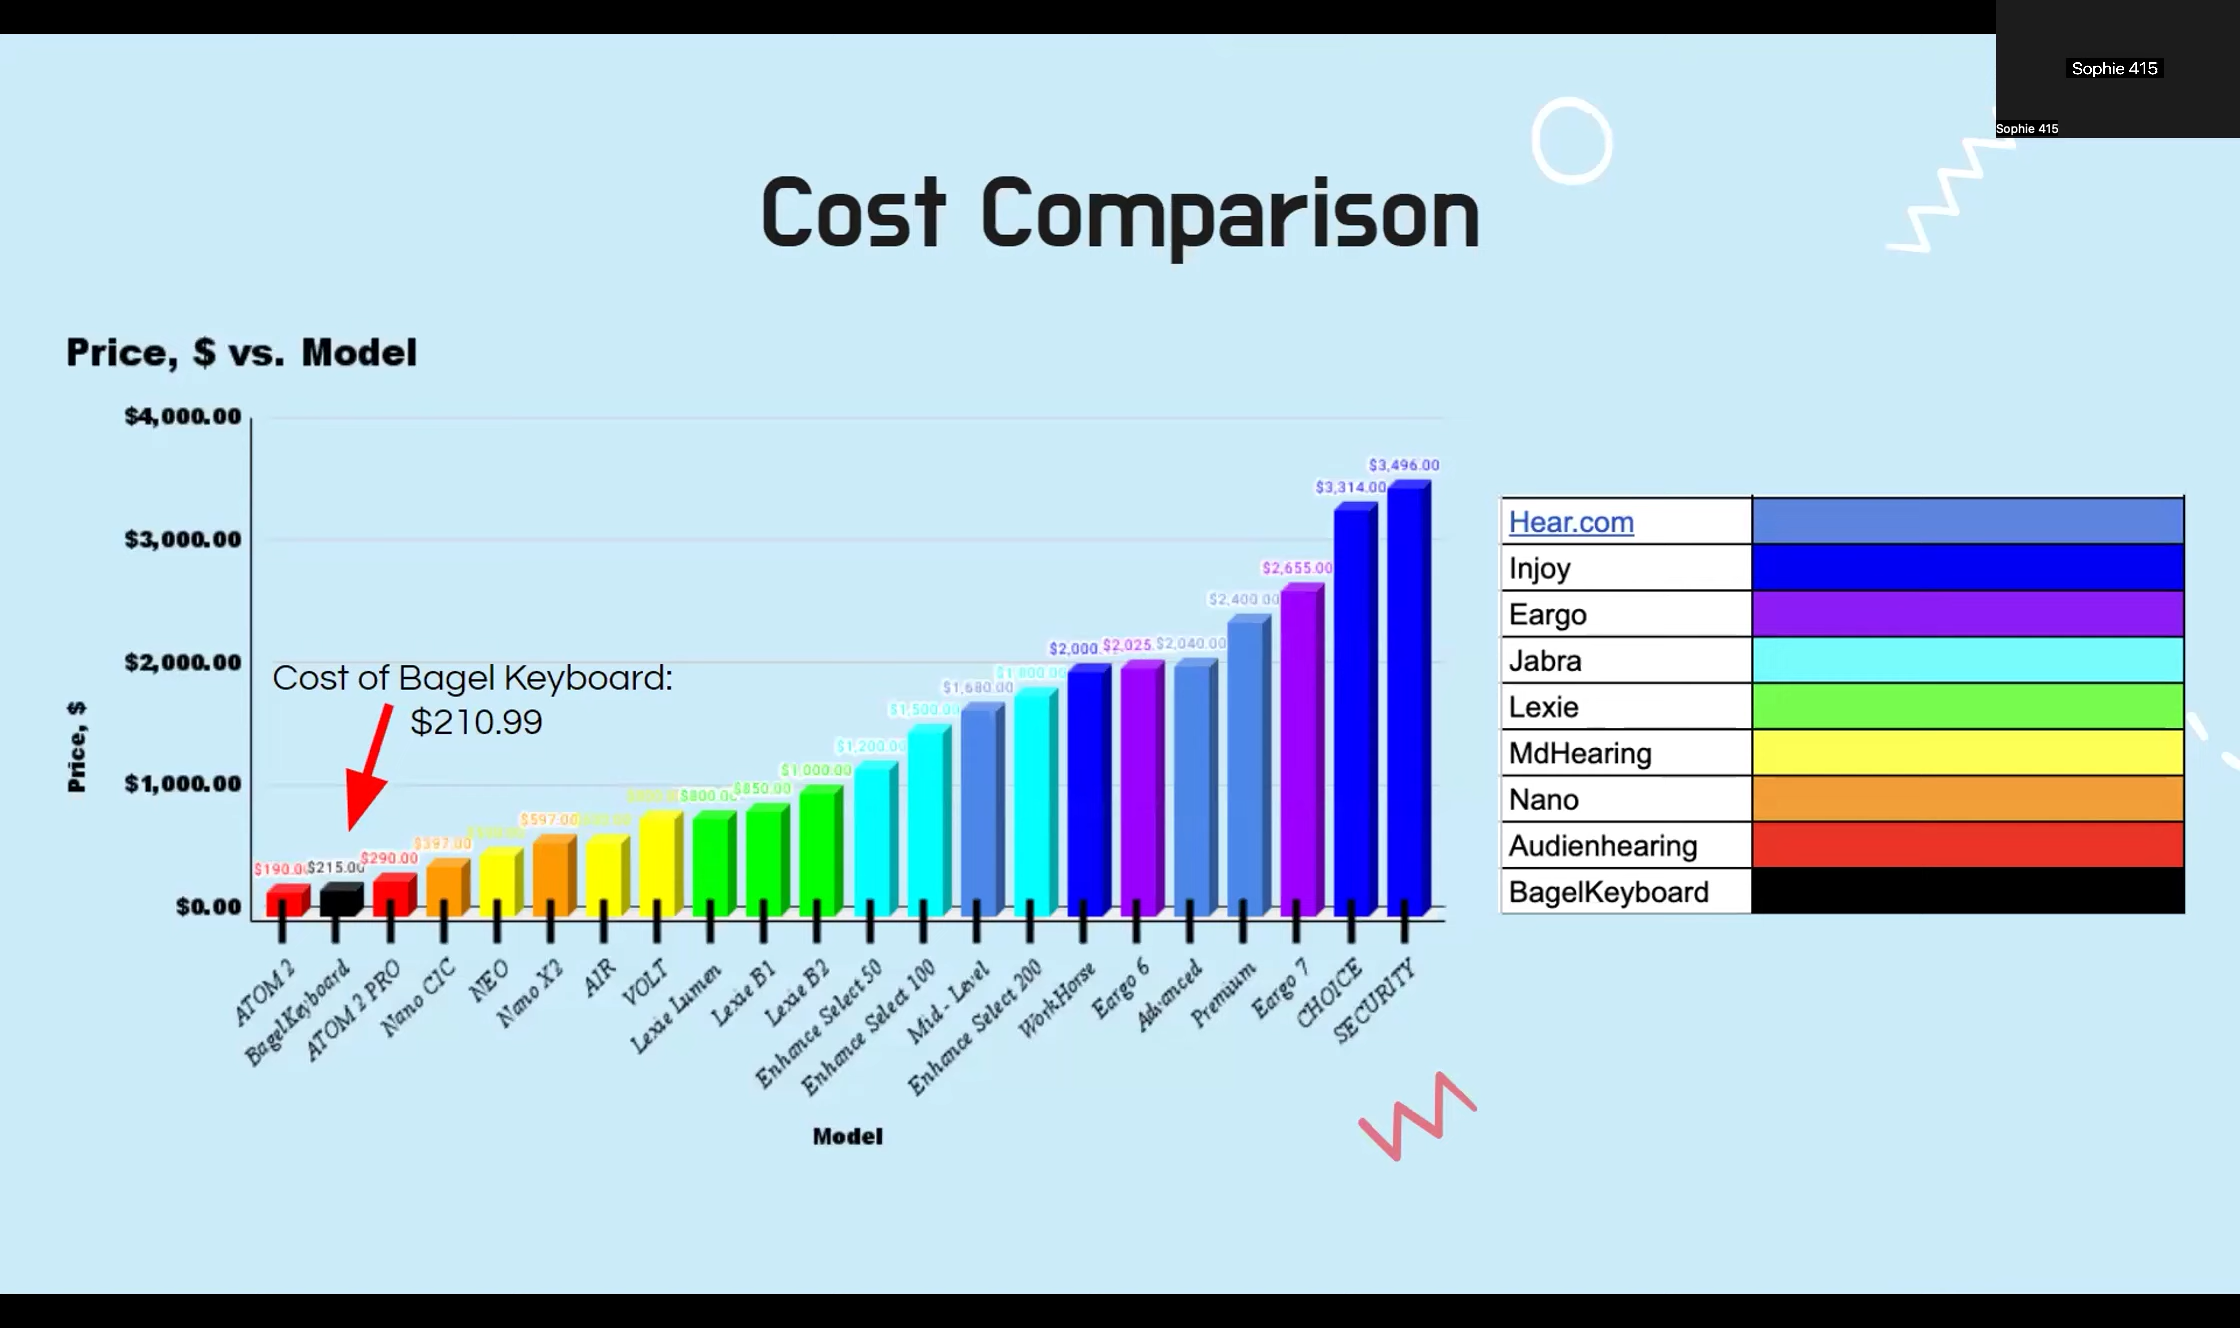 Sophie 415
Sophie 415
Cost Comparison
Price, $ vs. Model
$4,000.00
$3,000.00
$2,000.00
$1,000.00
$0.00
Price, $
Cost of Bagel Keyboard:
$210.99
$190.00
$215.00
$290.00
$397.00
$597.00
$800.00
$850.00
$1,000.00
$1,200.00
$1,500.00
$1,680.00
$1,800.00
$2,000
$2,025
$2,040.00
$2,400.00
$2,655.00
$3,314.00
$3,496.00
ATOM 2
BagelKeyboard
ATOM 2 PRO
Nano CIC
NEO
Nano X2
AIR
VOLT
Lexie Lumen
Lexie B1
Lexie B2
Enhance Select 50
Enhance Select 100
Mid - Level
Enhance Select 200
WorkHorse
Eargo 6
Advanced
Premium
Eargo 7
CHOICE
SECURITY
Model
Hear.com
Injoy
Eargo
Jabra
Lexie
MdHearing
Nano
Audienhearing
BagelKeyboard